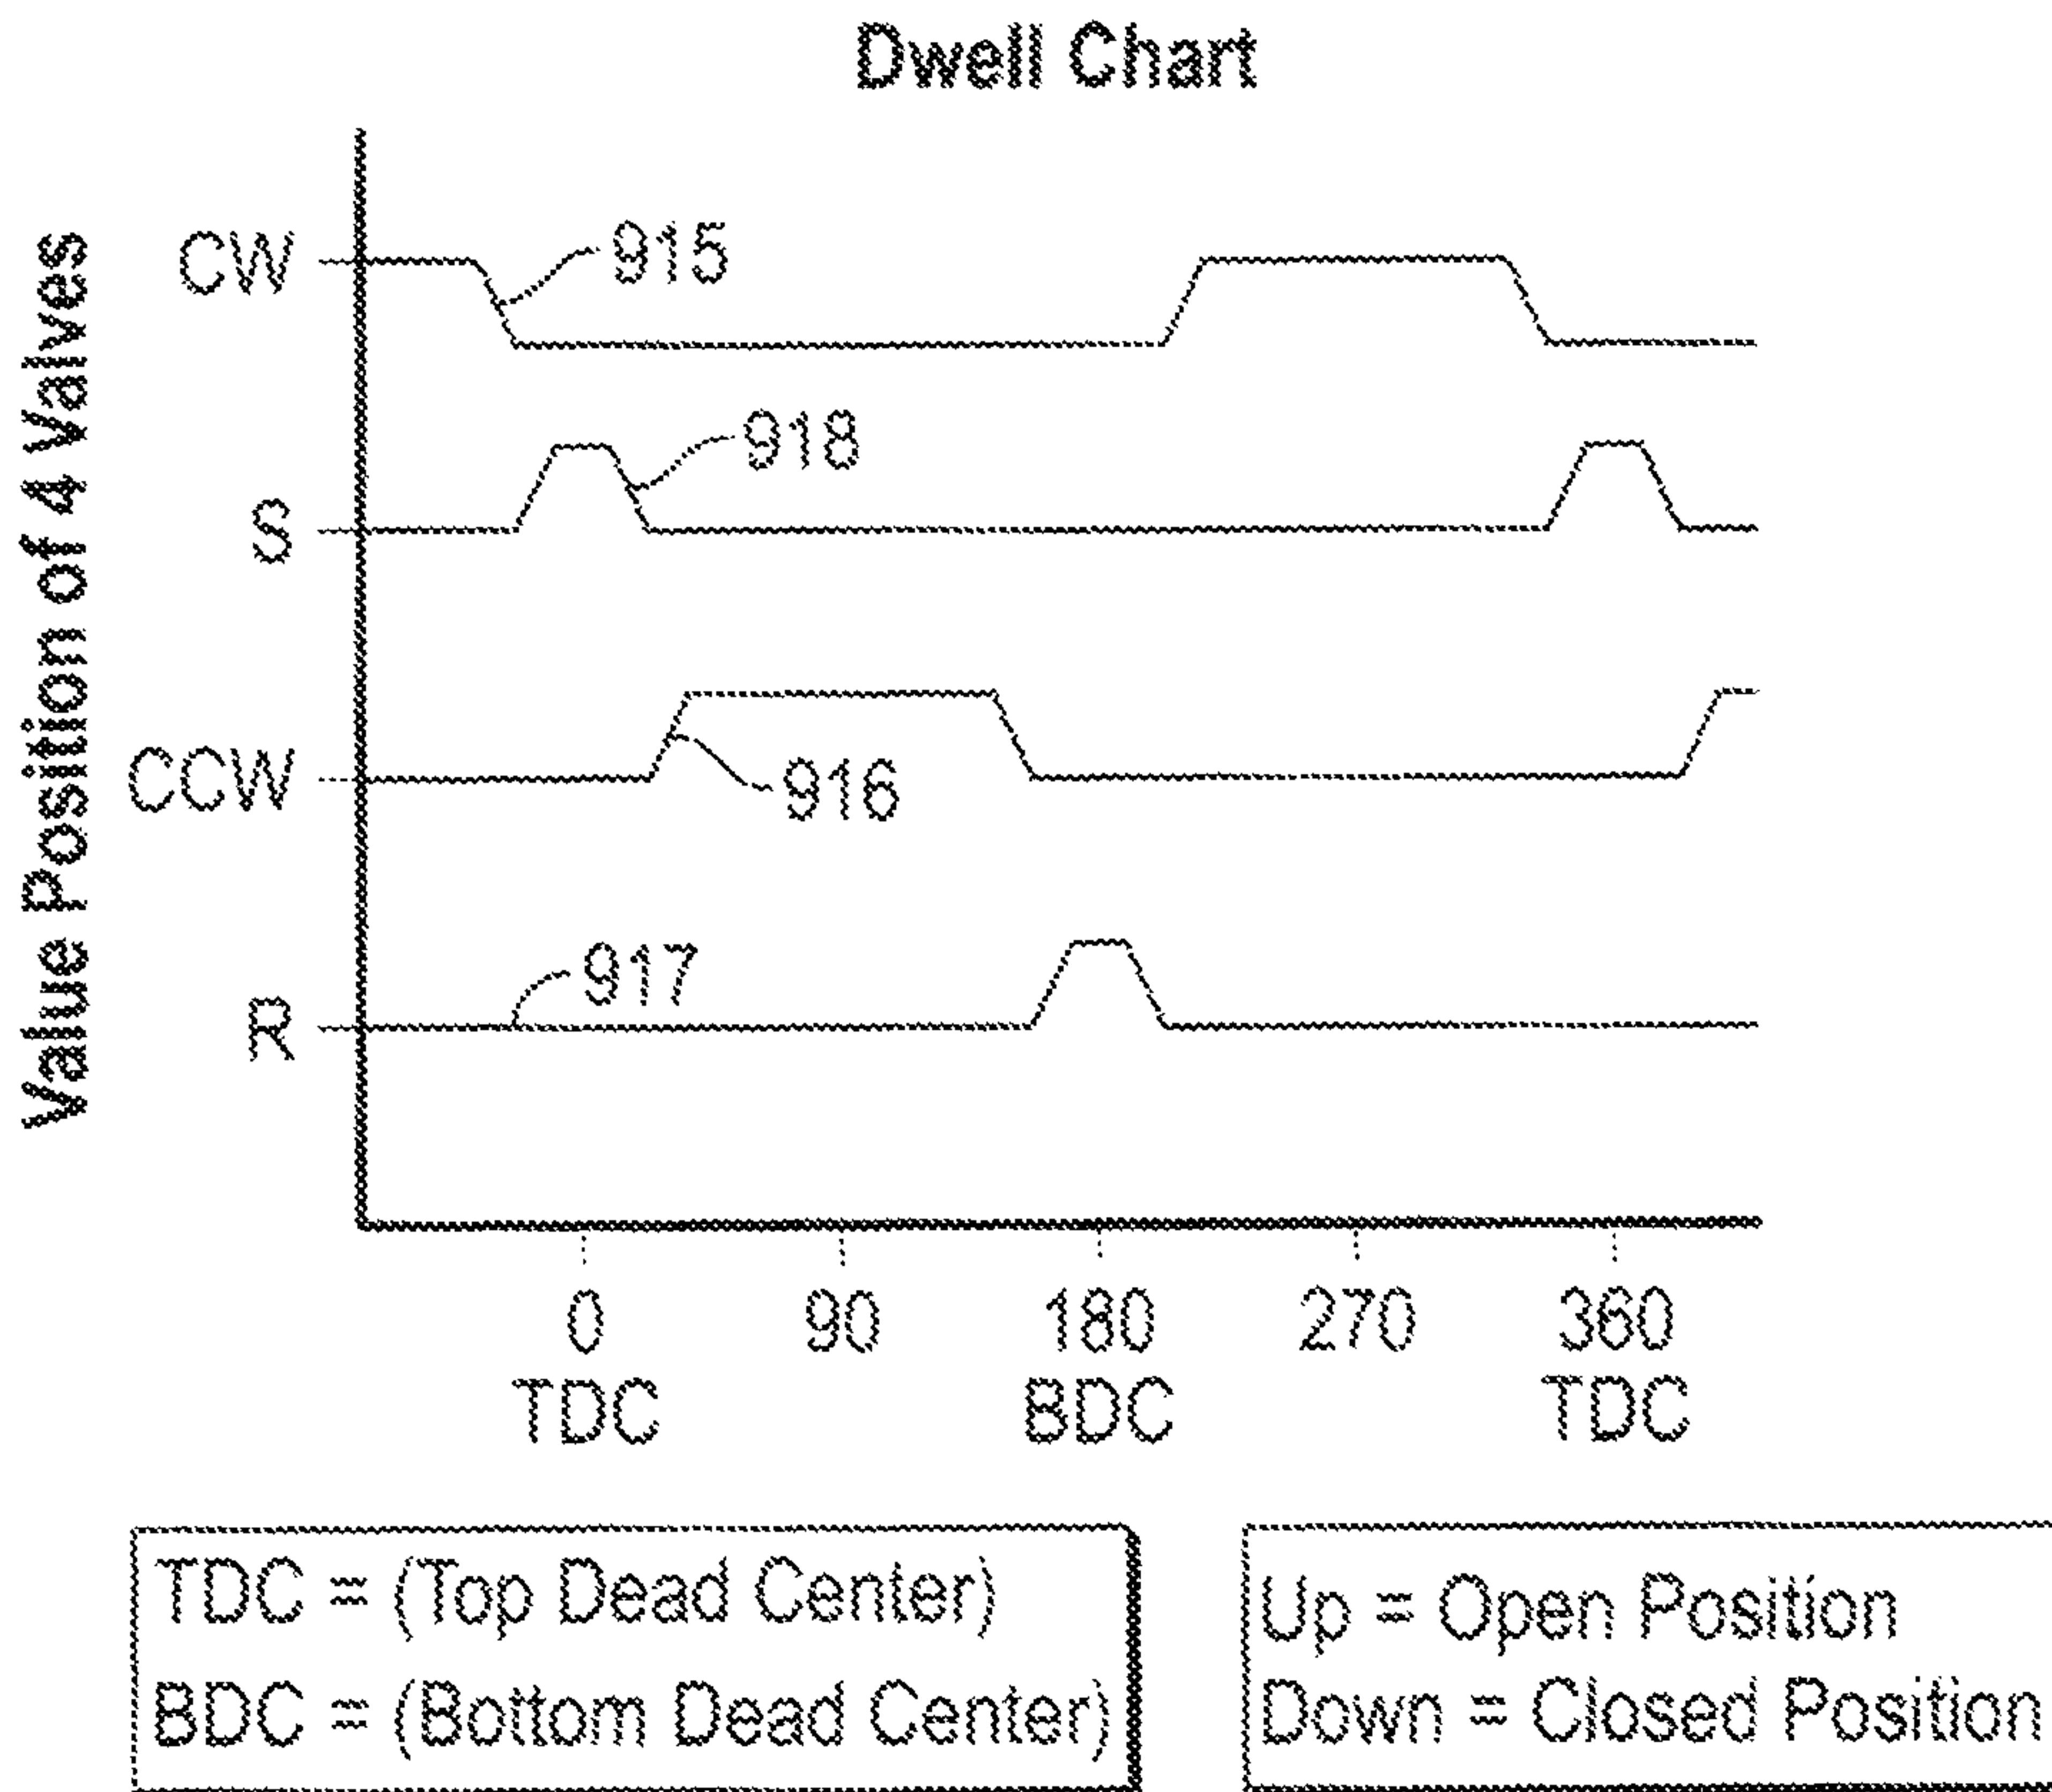 Dwell Chart
Value Position of 4 Valves
CW
915
S
918
CCW
916
R
917
0
90
180
270
360
TDC
BDC
TDC
TDC = (Top Dead Center)
BDC = (Bottom Dead Center)
Up = Open Position
Down = Closed Position